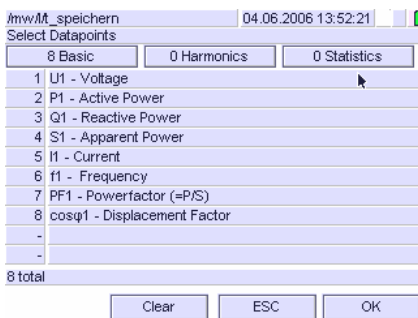 /mw/Mt_speichern 04.06.2006 13:52:21
Select Datapoints
8 Basic 0 Harmonics 0 Statistics
1 U1 - Voltage
2 P1 - Active Power
3 Q1 - Reactive Power
4 S1 - Apparent Power
5 I1 - Current
6 f1 - Frequency
7 PF1 - Powerfactor (=P/S)
8 cosφ1 - Displacement Factor
-
-
8 total
Clear ESC OK